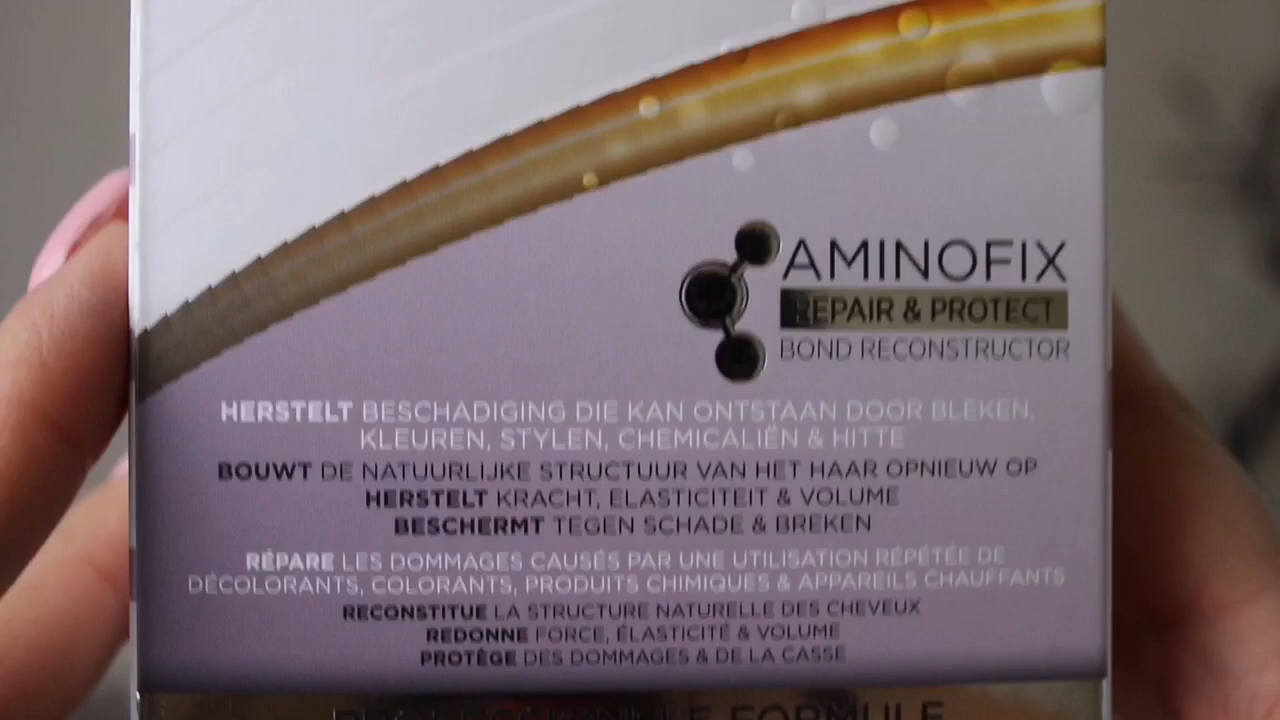 AMINOFIX
REPAIR & PROTECT
BOND RECONSTRUCTOR
HERSTELT BESCHADIGING DIE KAN ONTSTAAN DOOR BLEKEN,
KLEUREN, STYLEN, CHEMICALIËN & HITTE
BOUWT DE NATUURLIJKE STRUCTUUR VAN HET HAAR OPNIEUW OP
HERSTELT KRACHT, ELASTICITEIT & VOLUME
BESCHERMT TEGEN SCHADE & BREKEN
RÉPARE LES DOMMAGES CAUSÉS PAR UNE UTILISATION RÉPÉTÉE DE
DÉCOLORANTS, COLORANTS, PRODUITS CHIMIQUES & APPAREILS CHAUFFANTS
RECONSTITUE LA STRUCTURE NATURELLE DES CHEVEUX
REDONNE FORCE, ÉLASTICITÉ & VOLUME
PROTÈGE DES DOMMAGES & DE LA CASSE
FORMULE